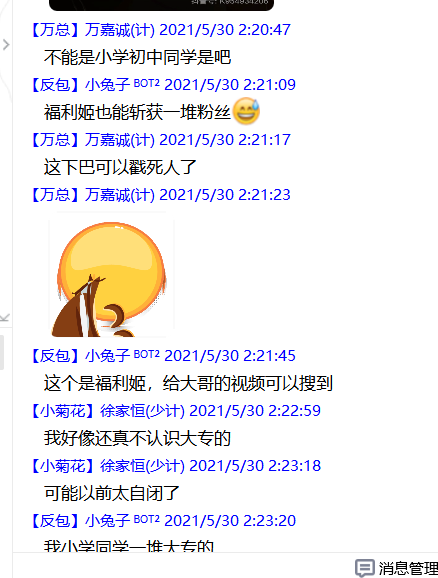 抖音号: K954934206
【万总】万嘉诚(计) 2021/5/30 2:20:47
不能是小学初中同学是吧
【反包】小兔子 BOT² 2021/5/30 2:21:09
福利姬也能斩获一堆粉丝😅
【万总】万嘉诚(计) 2021/5/30 2:21:17
这下巴可以戳死人了
【万总】万嘉诚(计) 2021/5/30 2:21:23
【反包】小兔子 BOT² 2021/5/30 2:21:45
这个是福利姬，给大哥的视频可以搜到
【小菊花】徐家恒(少计) 2021/5/30 2:22:59
我好像还真不认识大专的
【小菊花】徐家恒(少计) 2021/5/30 2:23:18
可能以前太自闭了
【反包】小兔子 BOT² 2021/5/30 2:23:20
我小学同学一堆大专的
消息管理